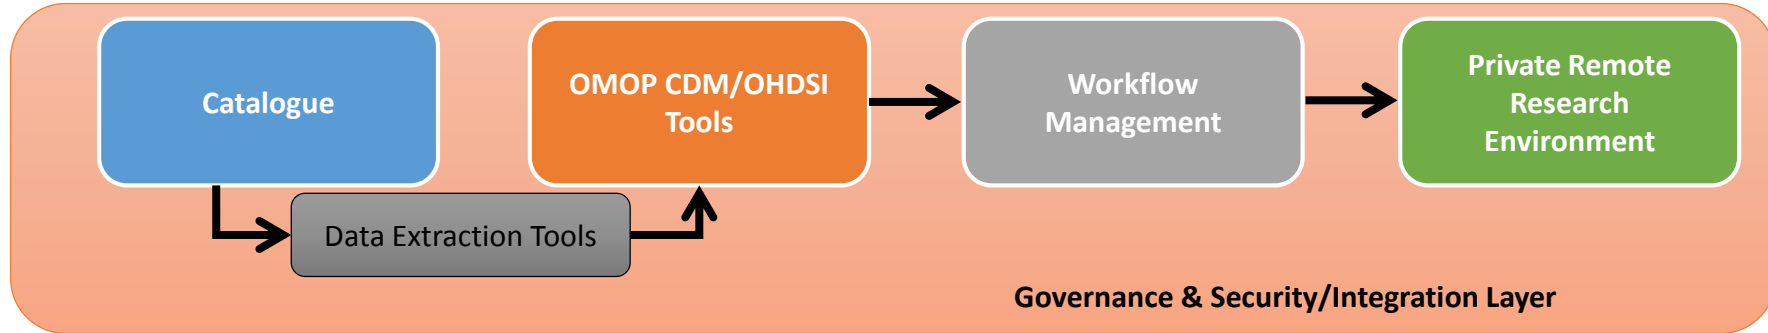 Catalogue
OMOP CDM/OHDSI
Tools
Workflow
Management
Private Remote
Research
Environment
Data Extraction Tools
Governance & Security/Integration Layer